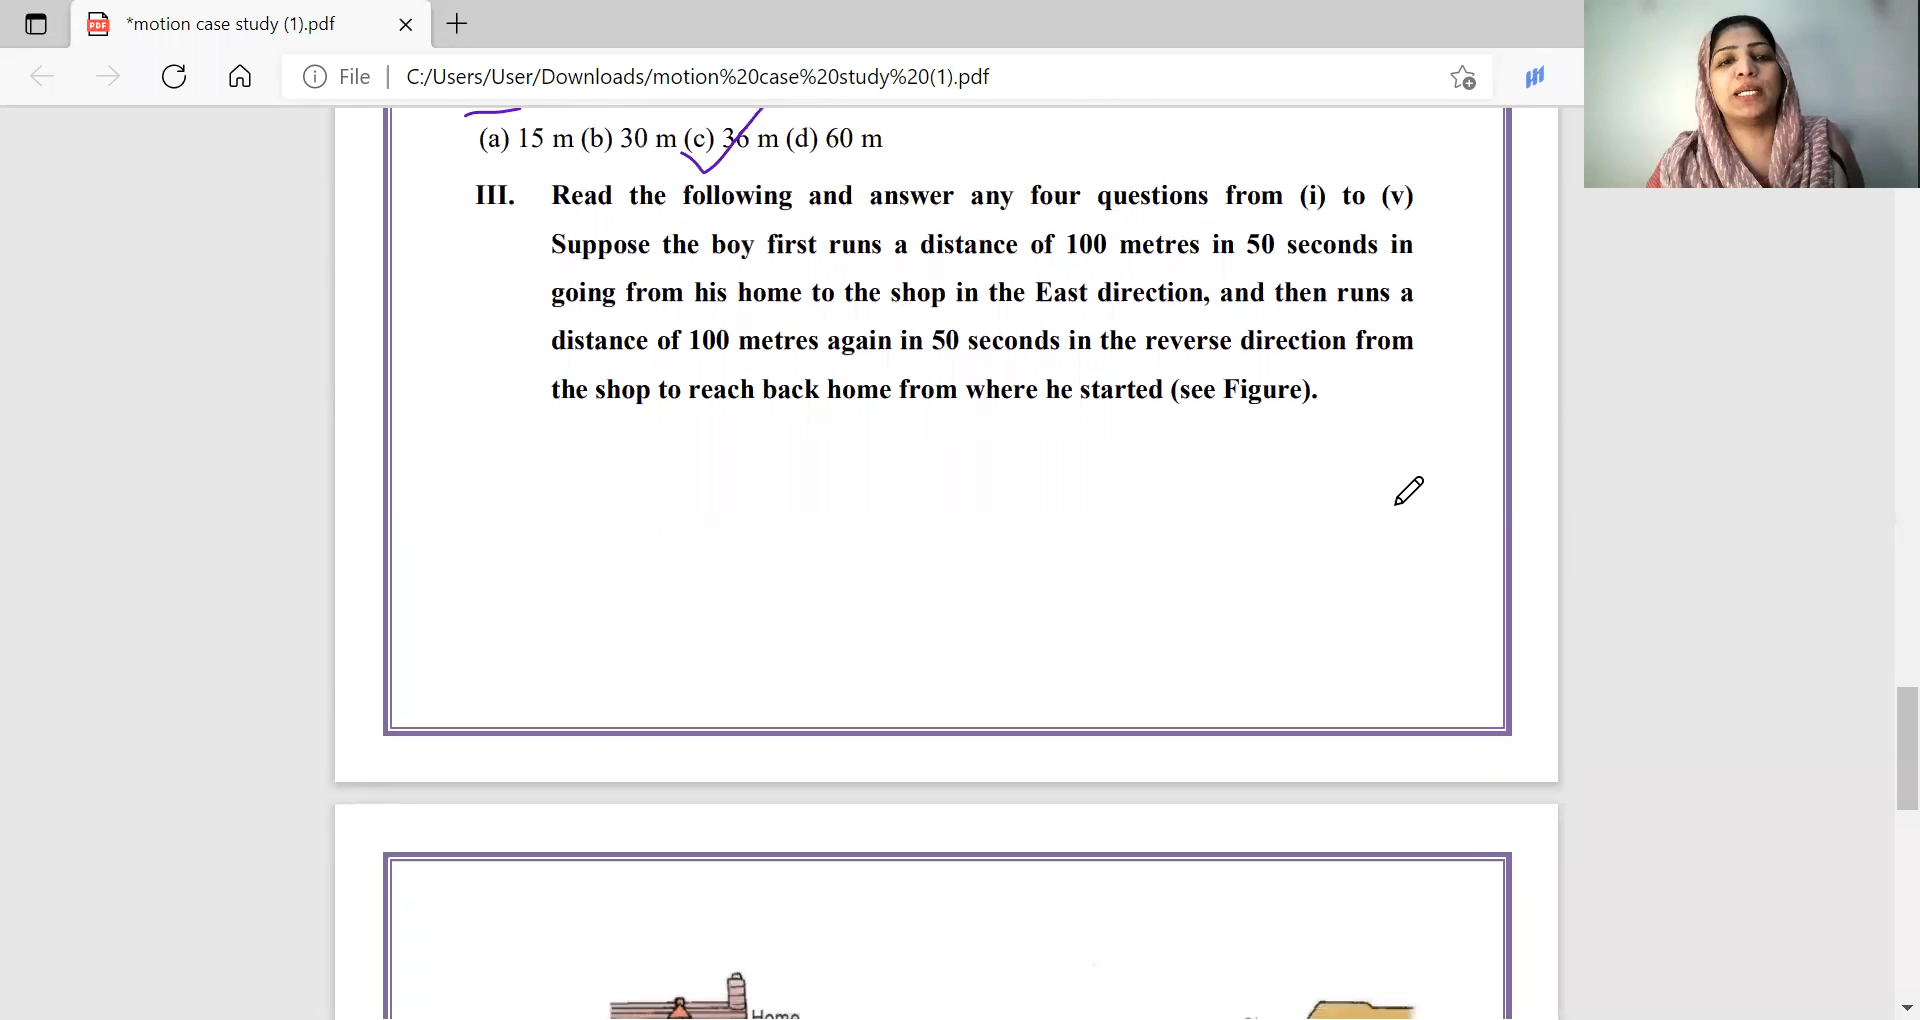 *motion case study (1).pdf
File
C:/Users/User/Downloads/motion%20case%20study%20(1).pdf
(a) 15 m (b) 30 m (c) 36 m (d) 60 m
III. Read the following and answer any four questions from (i) to (v)
Suppose the boy first runs a distance of 100 metres in 50 seconds in
going from his home to the shop in the East direction, and then runs a
distance of 100 metres again in 50 seconds in the reverse direction from
the shop to reach back home from where he started (see Figure).
Home